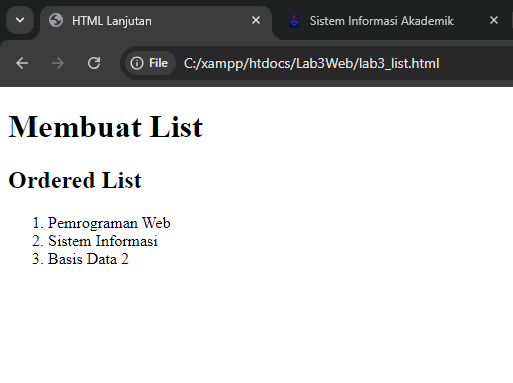 HTML Lanjutan
Sistem Informasi Akademik
File C:/xampp/htdocs/Lab3Web/lab3_list.html
Membuat List
Ordered List
1. Pemrograman Web
2. Sistem Informasi
3. Basis Data 2